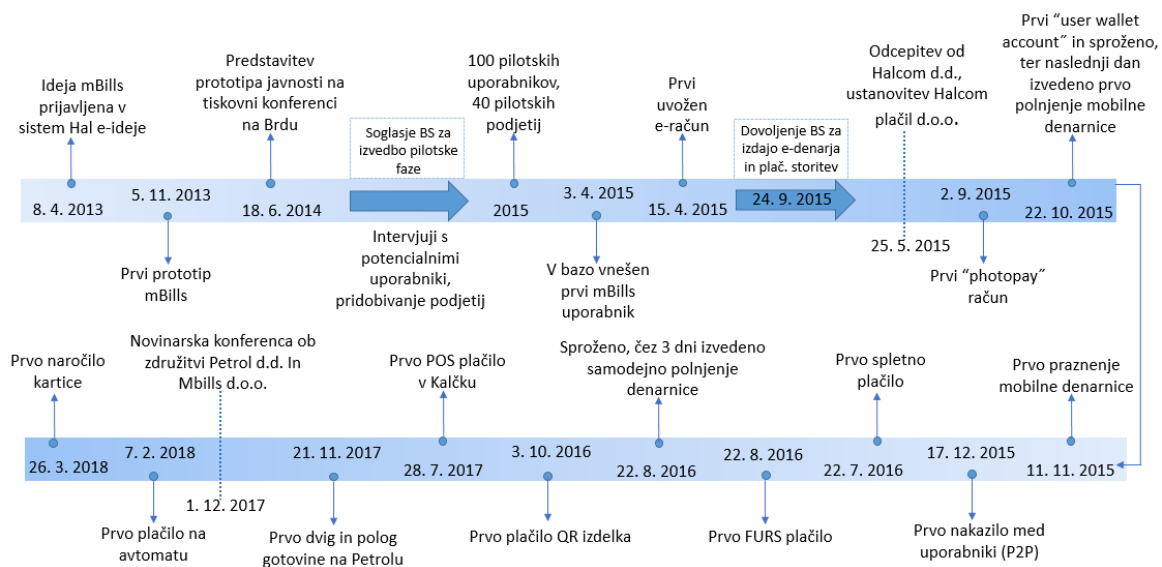 Ideja mBills
prijavljena v
sistem Hal e-ideje
8. 4. 2013
5. 11. 2013
Prvi prototip
mBills
Predstavitev
prototipa javnosti na
tiskovni konferenci
na Brdu
18. 6. 2014
Soglasje BS za
izvedbo pilotske
faze
Intervjuji s
potencialnimi
uporabniki,
pridobivanje podjetij
100 pilotskih
uporabnikov,
40 pilotskih
podjetij
2015
3. 4. 2015
V bazo vnešen
prvi mBills
uporabnik
Prvi
uvožen
e-račun
15. 4. 2015
Dovoljenje BS za
izdajo e-denarja
in plač. storitev
24. 9. 2015
Odcepitev od
Halcom d.d.,
ustanovitev Halcom
plačil d.o.o.
25. 5. 2015
2. 9. 2015
Prvi “photopay”
račun
Prvi “user wallet
account” in sproženo,
ter naslednji dan
izvedeno prvo
polnjenje mobilne
denarnice
22. 10. 2015
Prvo naročilo
kartice
26. 3. 2018
7. 2. 2018
Prvo plačilo na
avtomatu
Novinarska konferenca ob
združitvi Petrol d.d. In
Mbills d.o.o.
1. 12. 2017
21. 11. 2017
Prvo dvig in polog
gotovine na Petrolu
Prvo POS plačilo
v Kalčku
28. 7. 2017
3. 10. 2016
Prvo plačilo QR izdelka
Sproženo, čez 3 dni izvedeno
samodejno polnjenje
denarnice
22. 8. 2016
22. 8. 2016
Prvo FURS plačilo
Prvo spletno
plačilo
22. 7. 2016
17. 12. 2015
Prvo nakazilo med
uporabniki (P2P)
Prvo praznenje
mobilne denarnice
11. 11. 2015